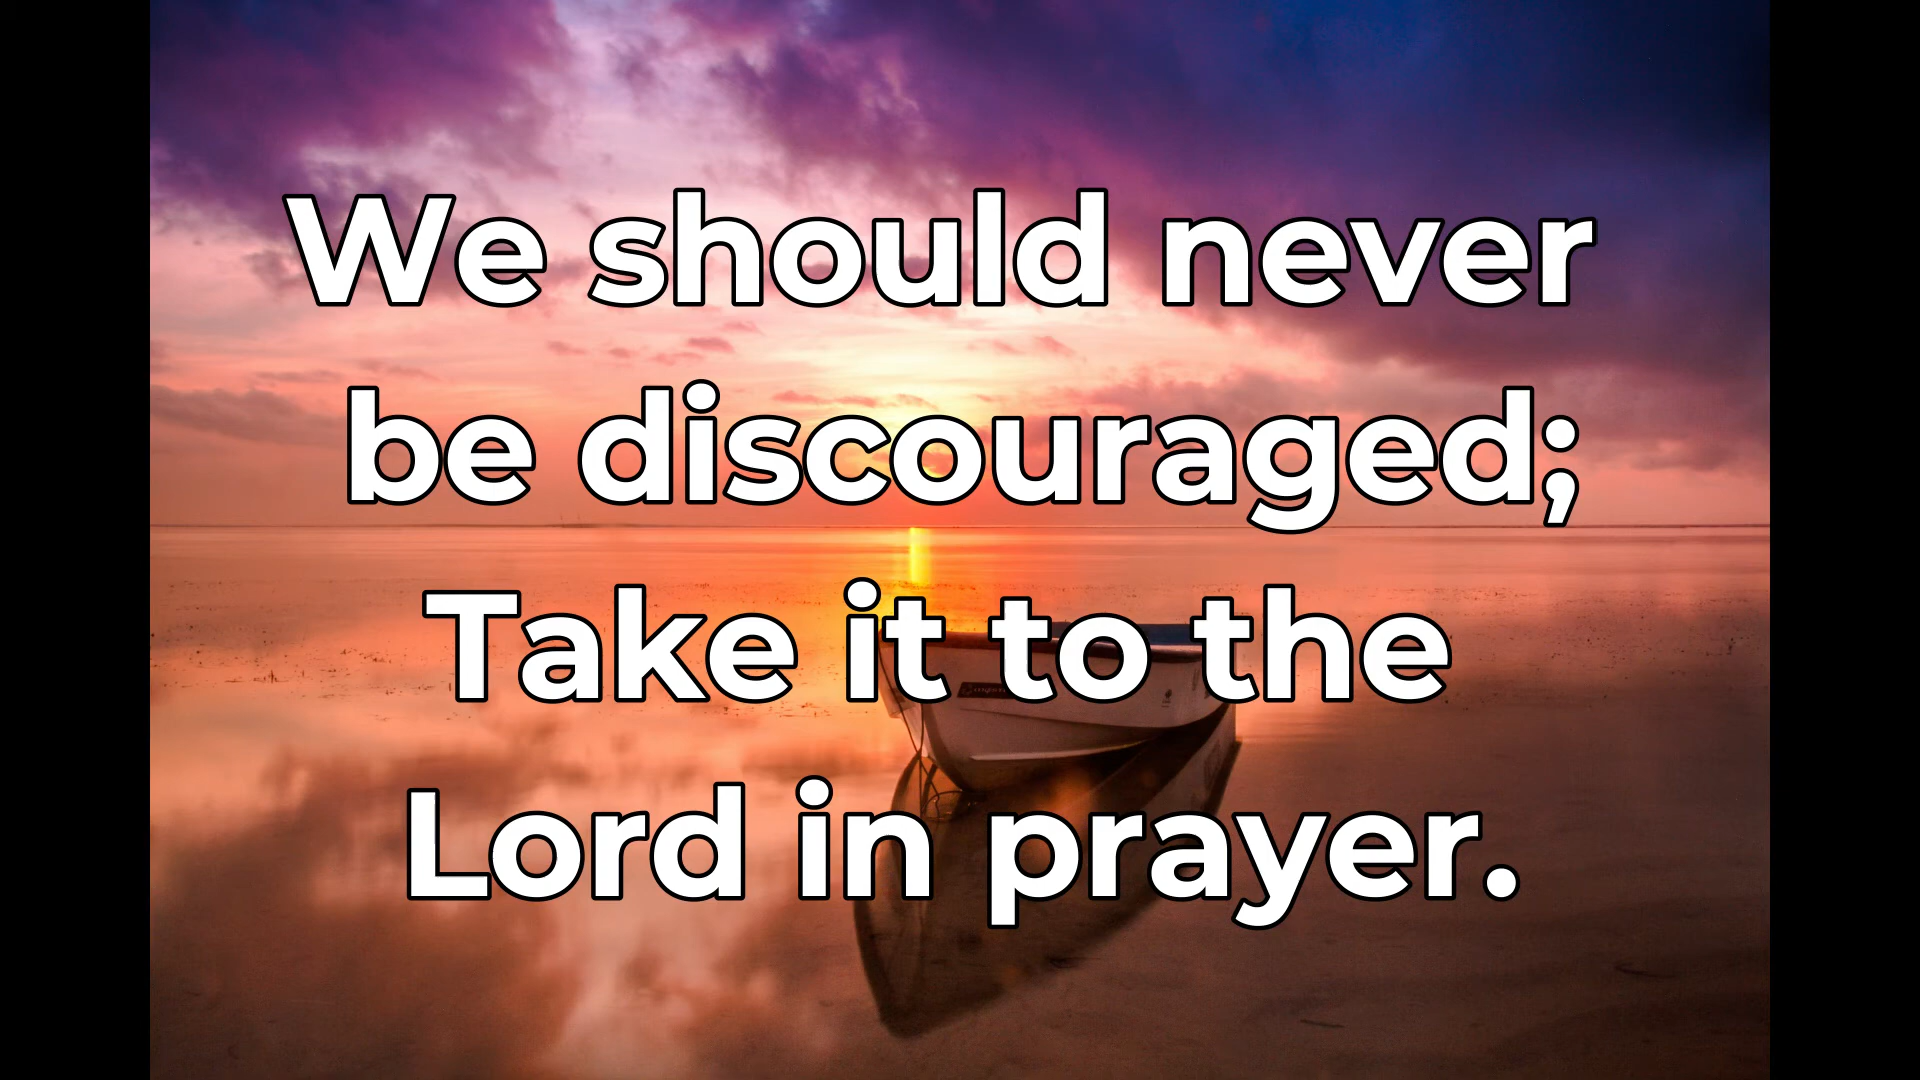 We should never
be discouraged;
Take it to the
Lord in prayer.